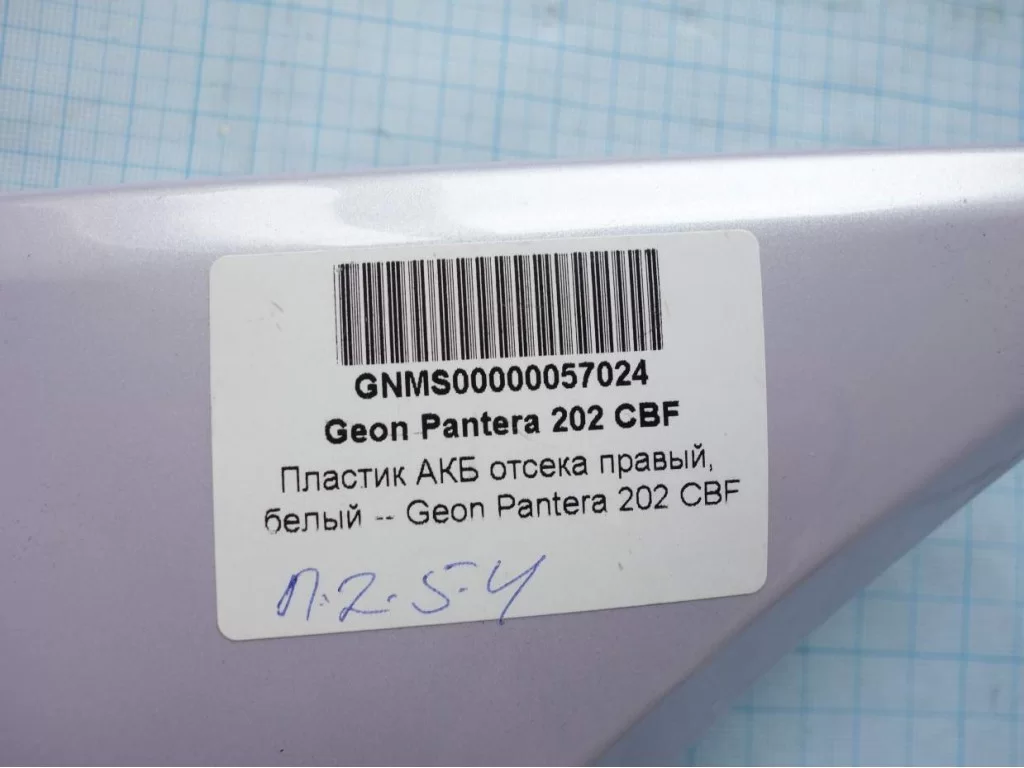 GNMS00000057024
Geon Pantera 202 CBF
Пластик АКБ отсека правый,
белый -- Geon Pantera 202 CBF
П.2-5-4